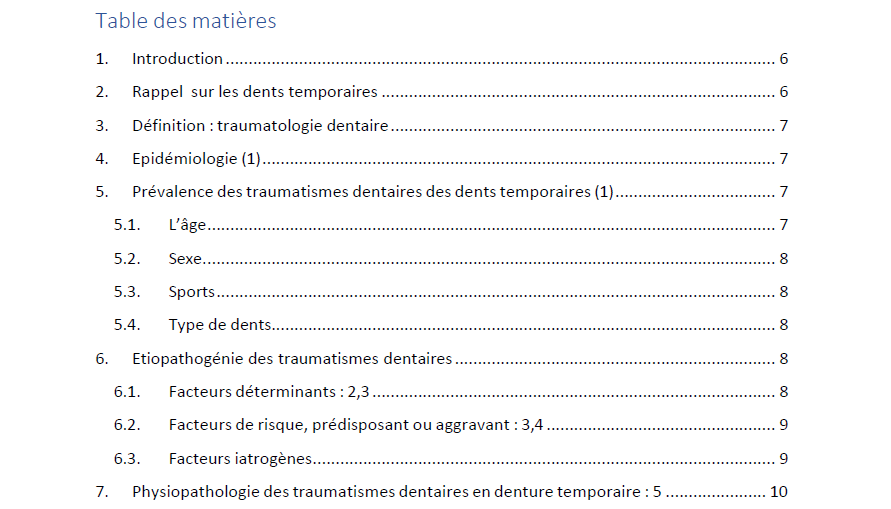 Table des matières
1. Introduction ........ 6
2. Rappel sur les dents temporaires ........ 6
3. Définition : traumatologie dentaire ........ 7
4. Epidémiologie (1) ........ 7
5. Prévalence des traumatismes dentaires des dents temporaires (1) ........ 7
5.1. L’âge ........ 7
5.2. Sexe ........ 8
5.3. Sports ........ 8
5.4. Type de dents ........ 8
6. Etiopathogénie des traumatismes dentaires ........ 8
6.1. Facteurs déterminants : 2,3 ........ 8
6.2. Facteurs de risque, prédisposant ou aggravant : 3,4 ........ 9
6.3. Facteurs iatrogènes ........ 9
7. Physiopathologie des traumatismes dentaires en denture temporaire : 5 ........ 10